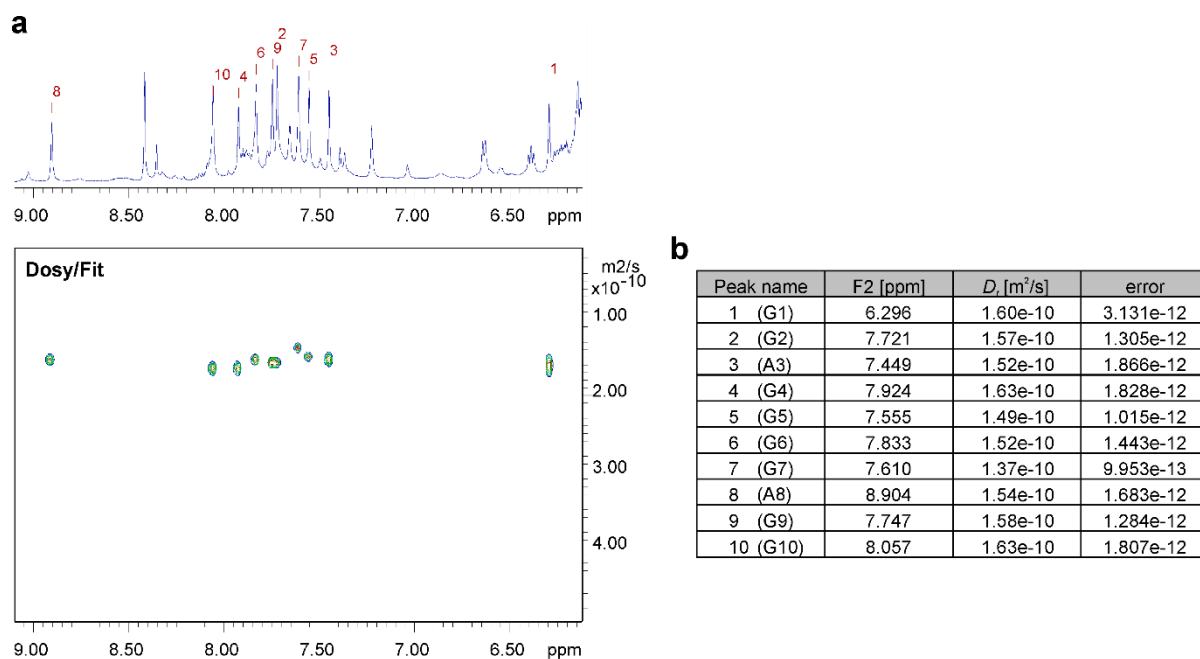 a
2
6 9 7 3
10 4 5 1
8
9.00 8.50 8.00 7.50 7.00 6.50 ppm
Dosy/Fit
m2/s
x10-10
1.00
2.00
3.00
4.00
9.00 8.50 8.00 7.50 7.00 6.50 ppm
b
Peak name F2 [ppm] Dr [m²/s] error
1 (G1) 6.296 1.60e-10 3.131e-12
2 (G2) 7.721 1.57e-10 1.305e-12
3 (A3) 7.449 1.52e-10 1.866e-12
4 (G4) 7.924 1.63e-10 1.828e-12
5 (G5) 7.555 1.49e-10 1.015e-12
6 (G6) 7.833 1.52e-10 1.443e-12
7 (G7) 7.610 1.37e-10 9.953e-13
8 (A8) 8.904 1.54e-10 1.683e-12
9 (G9) 7.747 1.58e-10 1.284e-12
10 (G10) 8.057 1.63e-10 1.807e-12